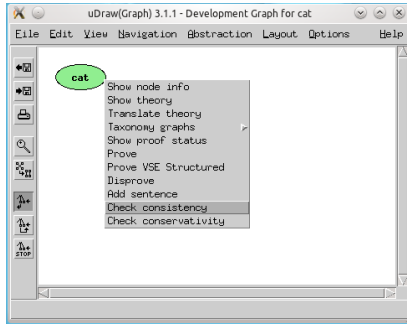 uDraw(Graph) 3.1.1 - Development Graph for cat
File Edit View Navigation Abstraction Layout Options Help
cat
Show node info
Show theory
Translate theory
Taxonomy graphs
Show proof status
Prove
Prove VSE Structured
Disprove
Add sentence
Check consistency
Check conservativity
STOP